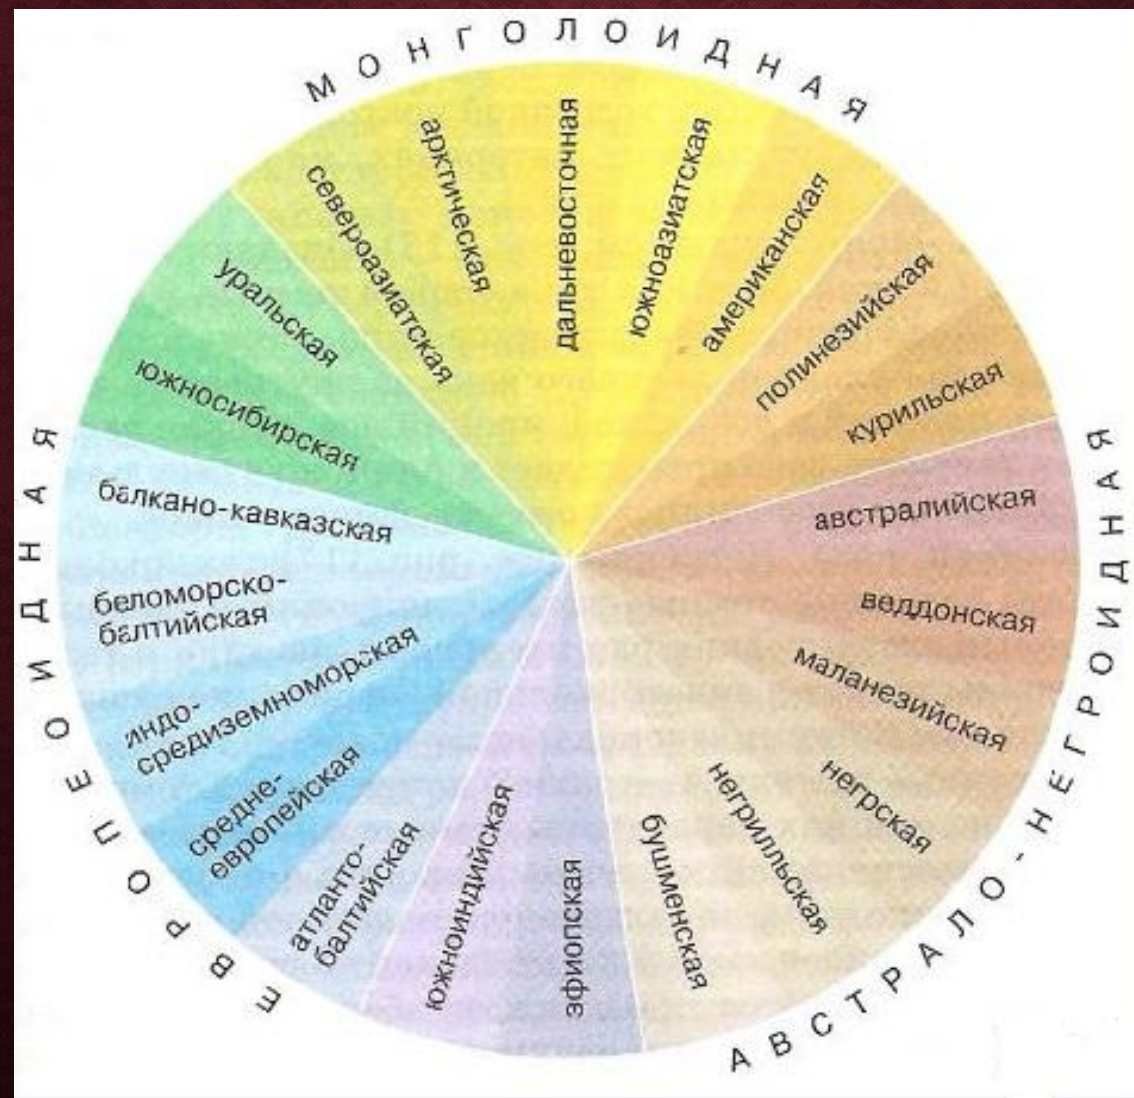 МОНГОЛОИДНАЯ
североазиатская
арктическая
дальневосточная
южноазиатская
американская
полинезийская
курильская
АВСТРАЛО-НЕГРОИДНАЯ
австралийская
веддонская
маланезийская
негрская
негрилльская
бушменская
эфиопская
южноиндийская
ЕВРОПЕОИДНАЯ
атланто-
балтийская
средне-
европейская
индо-
средиземноморская
беломорско-
балтийская
балкано-кавказская
южносибирская
уральская